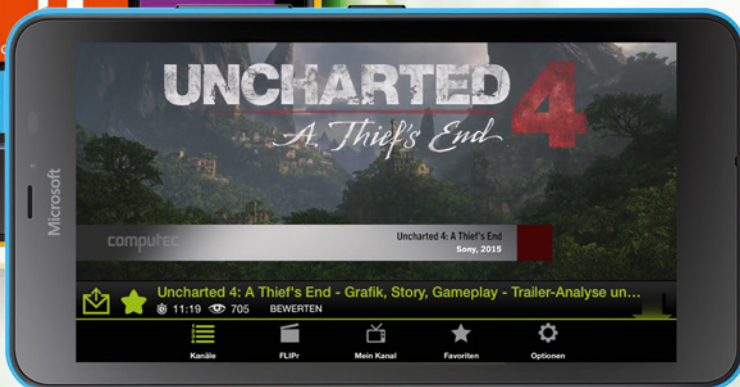 Microsoft
UNCHARTED 4
A Thief's End
computec
Uncharted 4: A Thief's End
Sony, 2015
Uncharted 4: A Thief's End - Grafik, Story, Gameplay - Trailer-Analyse un...
11:19 705 BEWERTEN
Kanäle FLIPr Mein Kanal Favoriten Optionen